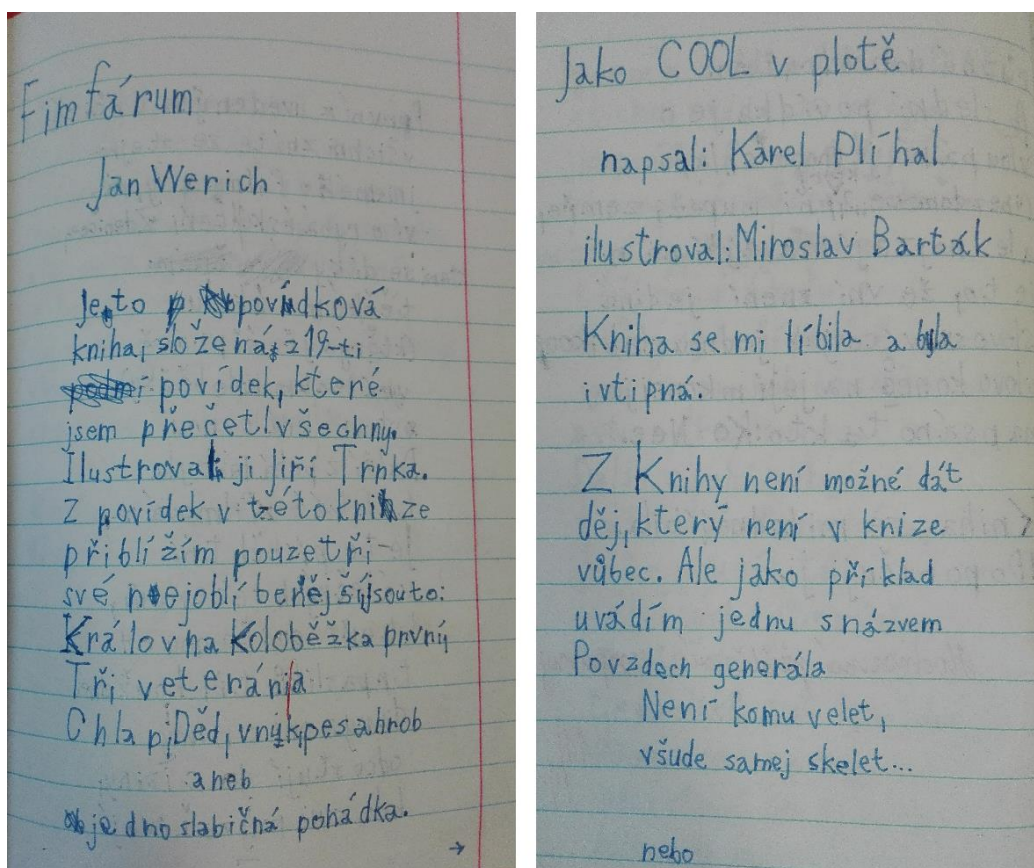 Fimfárum
Jan Werich
Je to povídková
kniha, složená z 19-ti
povídek, které
jsem přečetl všechny.
Ilustroval ji Jiří Trnka.
Z povídek v této knize
přiblížím pouze tři
své nejoblíbenější jsou to:
Královna Koloběžka první
Tři veteráni a
Chlap, Děd, vnuk, pes a hrob
aneb
jednoslabičná pohádka.
→
Jako COOL v plotě
napsal: Karel Plíhal
ilustroval: Miroslav Barták
Kniha se mi líbila a byla
i vtipná.
Z Knihy není možné dát
děj, který není v knize
vůbec. Ale jako příklad
uvádím jednu s názvem
Povzdech generála
Není komu velet,
všude samej skelet...
nebo